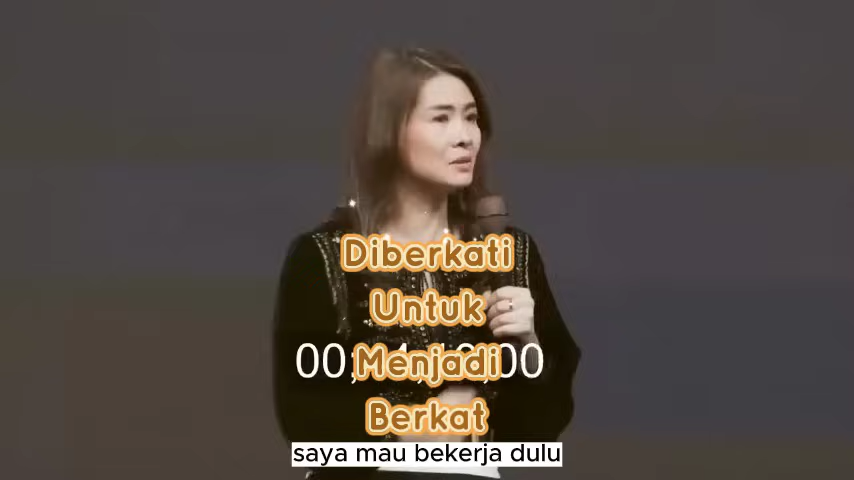 Diberkati
Untuk
Menjadi
Berkat
saya mau bekerja dulu